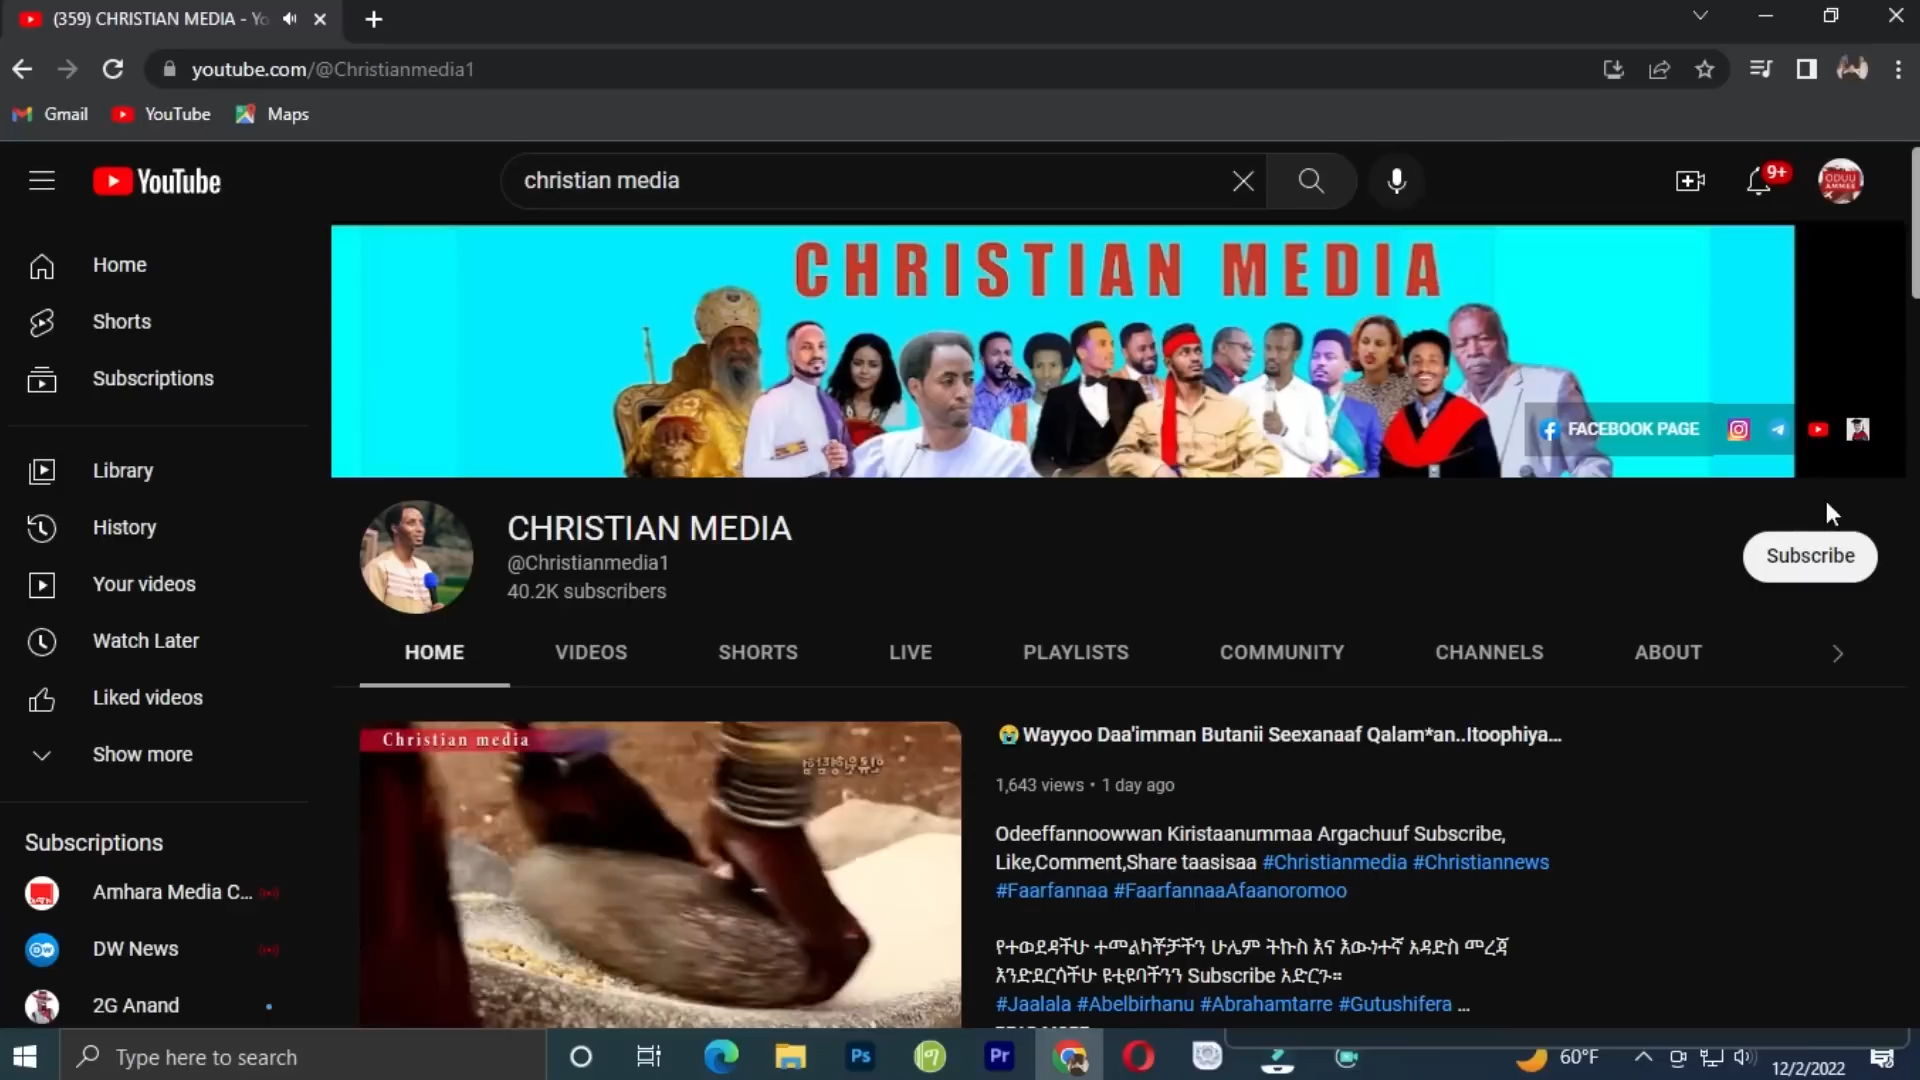 (359) CHRISTIAN MEDIA - Yo
youtube.com/@Christianmedia1
Gmail
YouTube
Maps
YouTube
christian media
9+
ODUU
Home
Shorts
Subscriptions
Library
History
Your videos
Watch Later
Liked videos
Show more
Subscriptions
Amhara Media C...
DW News
2G Anand
CHRISTIAN MEDIA
FACEBOOK PAGE
CHRISTIAN MEDIA
@Christianmedia1
40.2K subscribers
Subscribe
HOME VIDEOS SHORTS LIVE PLAYLISTS COMMUNITY CHANNELS ABOUT
Christian media
😭Wayyoo Daa'imman Butanii Seexanaaf Qalam*an..Itoophiya...
1,643 views • 1 day ago
Odeeffannoowwan Kiristaanummaa Argachuuf Subscribe,
Like,Comment,Share taasisaa #Christianmedia #Christiannews
#Faarfannaa #FaarfannaaAfaanoromoo
የተወደዳችሁ ተመልካቾቻችን ሁሌም ትኩስ እና እውነተኛ አዳድስ መረጃ
እንድደርሳችሁ ዩቲዩባችንን Subscribe አድርጉ።
#Jaalala #Abelbirhanu #Abrahamtarre #Gutushifera ...
Type here to search
Ps
Pr
60°F
12/2/2022